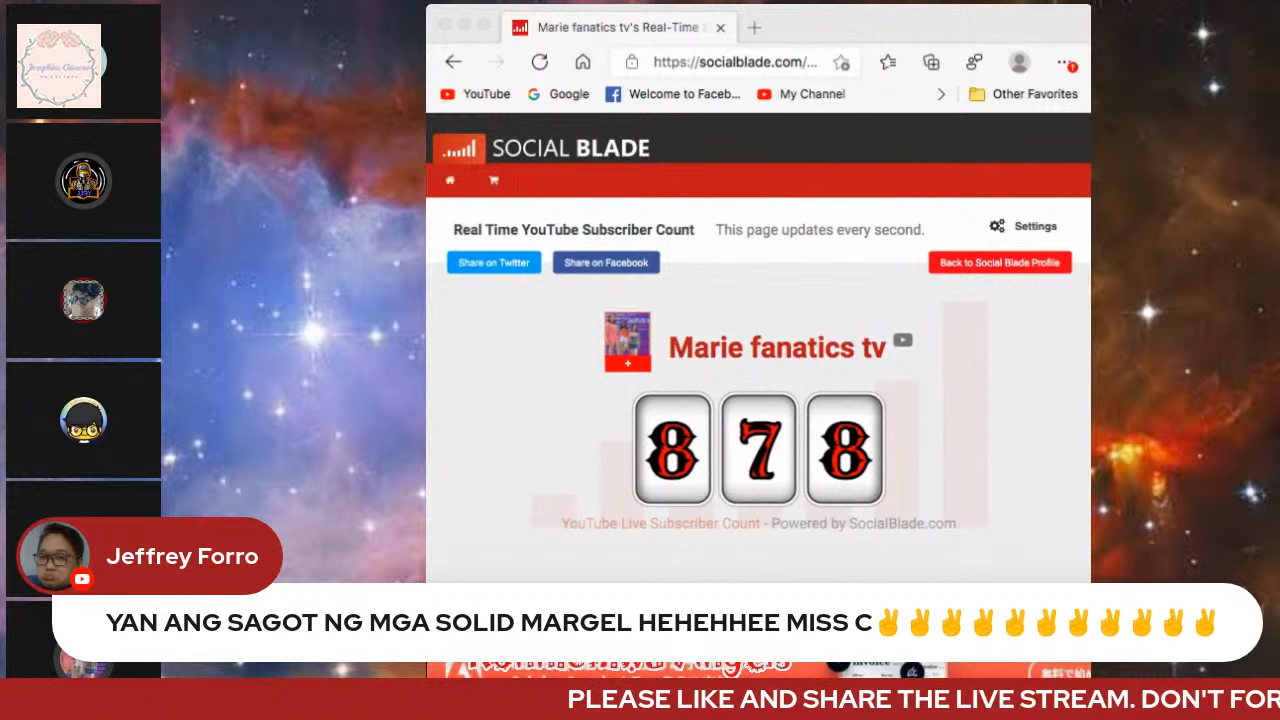 Marie fanatics tv's Real-Time
https://socialblade.com/...
YouTube
Google
Welcome to Faceb...
My Channel
Other Favorites
SOCIAL BLADE
Real Time YouTube Subscriber Count
This page updates every second.
Settings
Share on Twitter
Share on Facebook
Back to Social Blade Profile
Marie fanatics tv
878
YouTube Live Subscriber Count - Powered by SocialBlade.com
Jeffrey Forro
YAN ANG SAGOT NG MGA SOLID MARGEL HEHEHHEE MISS C✌✌✌✌✌✌✌✌✌✌✌
PLEASE LIKE AND SHARE THE LIVE STREAM. DON'T FOR